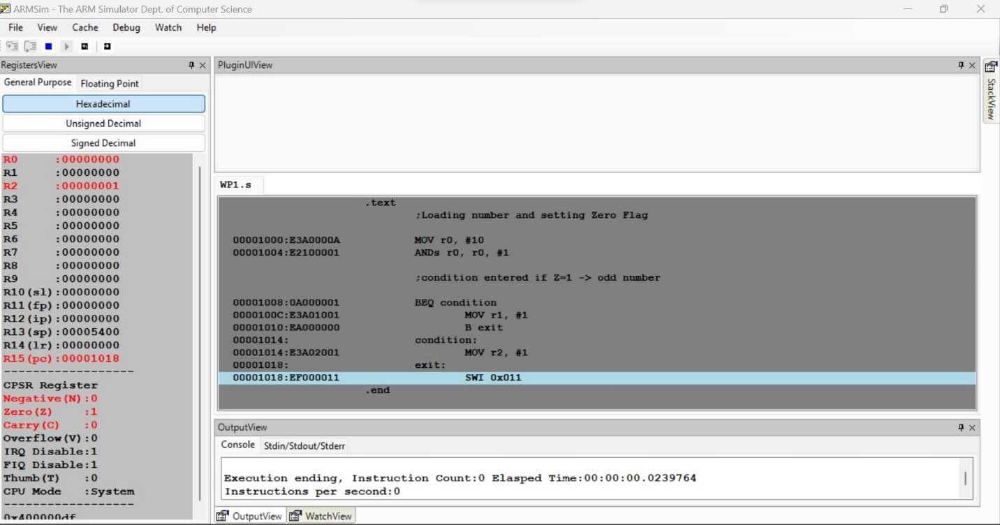 ARMSim - The ARM Simulator Dept. of Computer Science
File View Cache Debug Watch Help
RegistersView
General Purpose Floating Point
Hexadecimal
Unsigned Decimal
Signed Decimal
R0 :00000000
R1 :00000000
R2 :00000001
R3 :00000000
R4 :00000000
R5 :00000000
R6 :00000000
R7 :00000000
R8 :00000000
R9 :00000000
R10(sl):00000000
R11(fp):00000000
R12(ip):00000000
R13(sp):00005400
R14(lr):00000000
R15(pc):00001018
-------------------
CPSR Register
Negative(N):0
Zero(Z) :1
Carry(C) :0
Overflow(V):0
IRQ Disable:1
FIQ Disable:1
Thumb(T) :0
CPU Mode :System
-------------------
0x400000df
PluginUIView
WP1.s
.text
;Loading number and setting Zero Flag
00001000:E3A0000A MOV r0, #10
00001004:E2100001 ANDs r0, r0, #1
;condition entered if Z=1 -> odd number
00001008:0A000001 BEQ condition
0000100C:E3A01001 MOV r1, #1
00001010:EA000000 B exit
00001014: condition:
00001014:E3A02001 MOV r2, #1
00001018: exit:
00001018:EF000011 SWI 0x011
.end
OutputView
Console Stdin/Stdout/Stderr
Execution ending, Instruction Count:0 Elasped Time:00:00:00.0239764
Instructions per second:0
OutputView WatchView
StackView